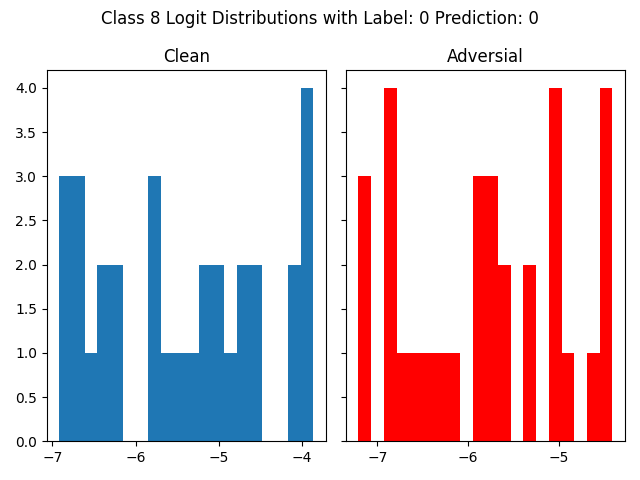 Class 8 Logit Distributions with Label: 0 Prediction: 0
Clean
Adversial
4.0
3.5
3.0
2.5
2.0
1.5
1.0
0.5
0.0
−7 −6 −5 −4
−7 −6 −5